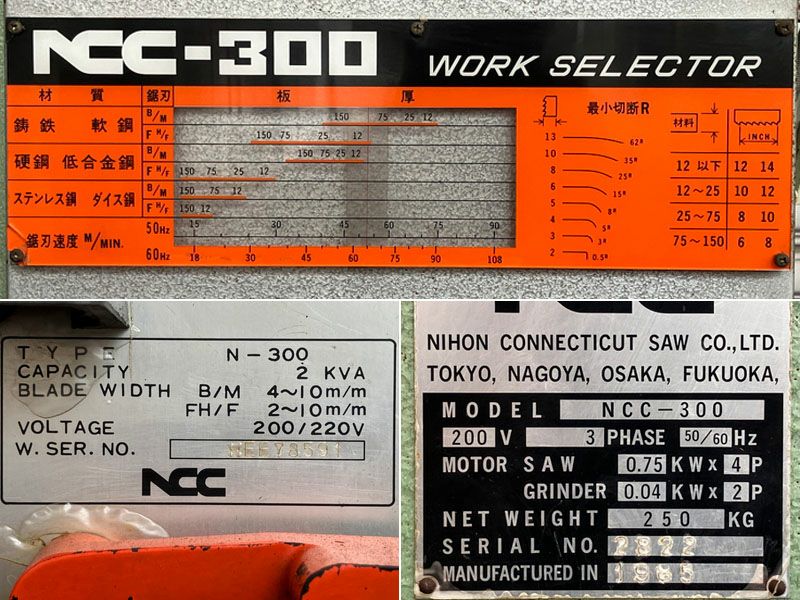 NCC-300 WORK SELECTOR
材質 鋸刃 板厚 最小切断R
鋳鉄 軟鋼 B/M 150 75 25 12
F H/F 150 75 25 12
硬鋼 低合金鋼 B/M 150 75 25 12
F H/F 150 75 25 12
ステンレス鋼 ダイス鋼 B/M 150 75 12
F H/F 150 12
鋸刃速度 M/MIN. 50Hz 15 30 45 60 75 90
60Hz 18 36 54 72 90 108
13 62R
10 35R
8 25R
6 15R
5 8R
4 5R
3 3R
2 0.5R
材料 INCH
12以下 12 14
12～25 10 12
25～75 8 10
75～150 6 8
TYPE N-300
CAPACITY 2 KVA
BLADE WIDTH B/M 4～10m/m
FH/F 2～10m/m
VOLTAGE 200/220V
W. SER. NO.
NCC
NCC
NIHON CONNECTICUT SAW CO.,LTD.
TOKYO, NAGOYA, OSAKA, FUKUOKA,
MODEL NCC-300
200 V 3 PHASE 50/60 Hz
MOTOR SAW 0.75 KW× 4 P
GRINDER 0.04 KW× 2 P
NET WEIGHT 250 KG
SERIAL NO. 2822
MANUFACTURED IN